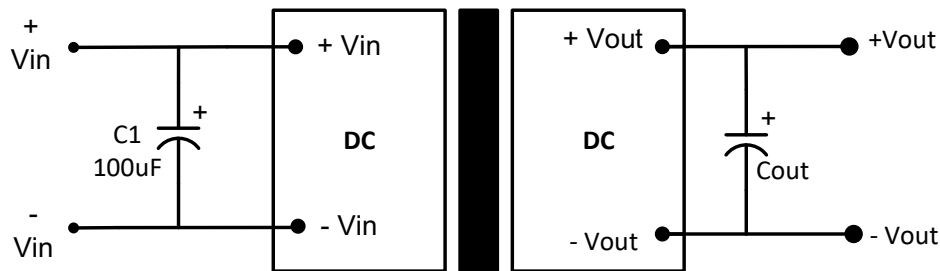 +
Vin
+ Vin
+ Vout
+Vout
+
C1
100uF
DC
DC
+
Cout
-
Vin
- Vin
- Vout
- Vout